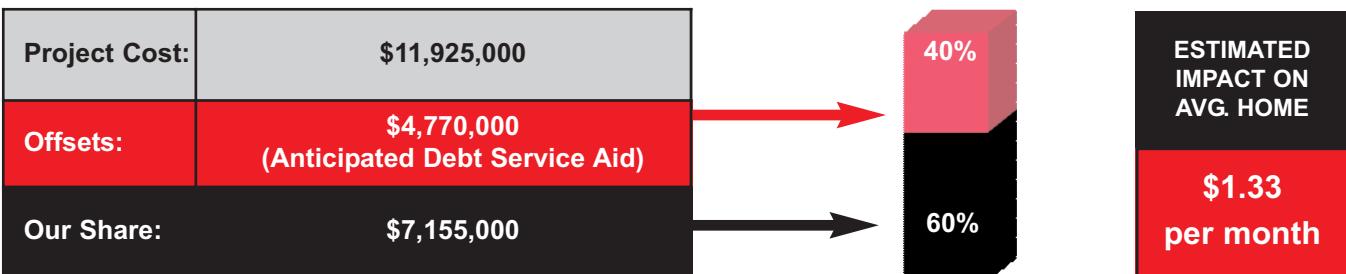 Project Cost: $11,925,000
Offsets: $4,770,000
(Anticipated Debt Service Aid)
Our Share: $7,155,000
40%
60%
ESTIMATED
IMPACT ON
AVG. HOME
$1.33
per month